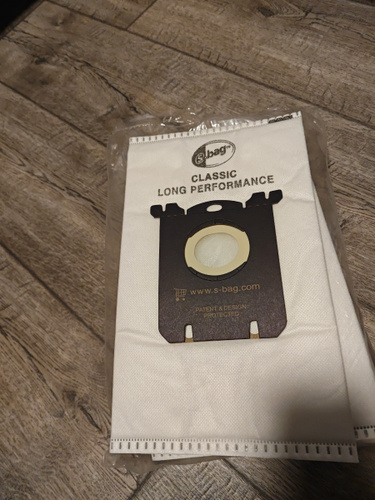 s-bag®
CLASSIC
LONG PERFORMANCE
www.s-bag.com
PATENT & DESIGN
PROTECTED